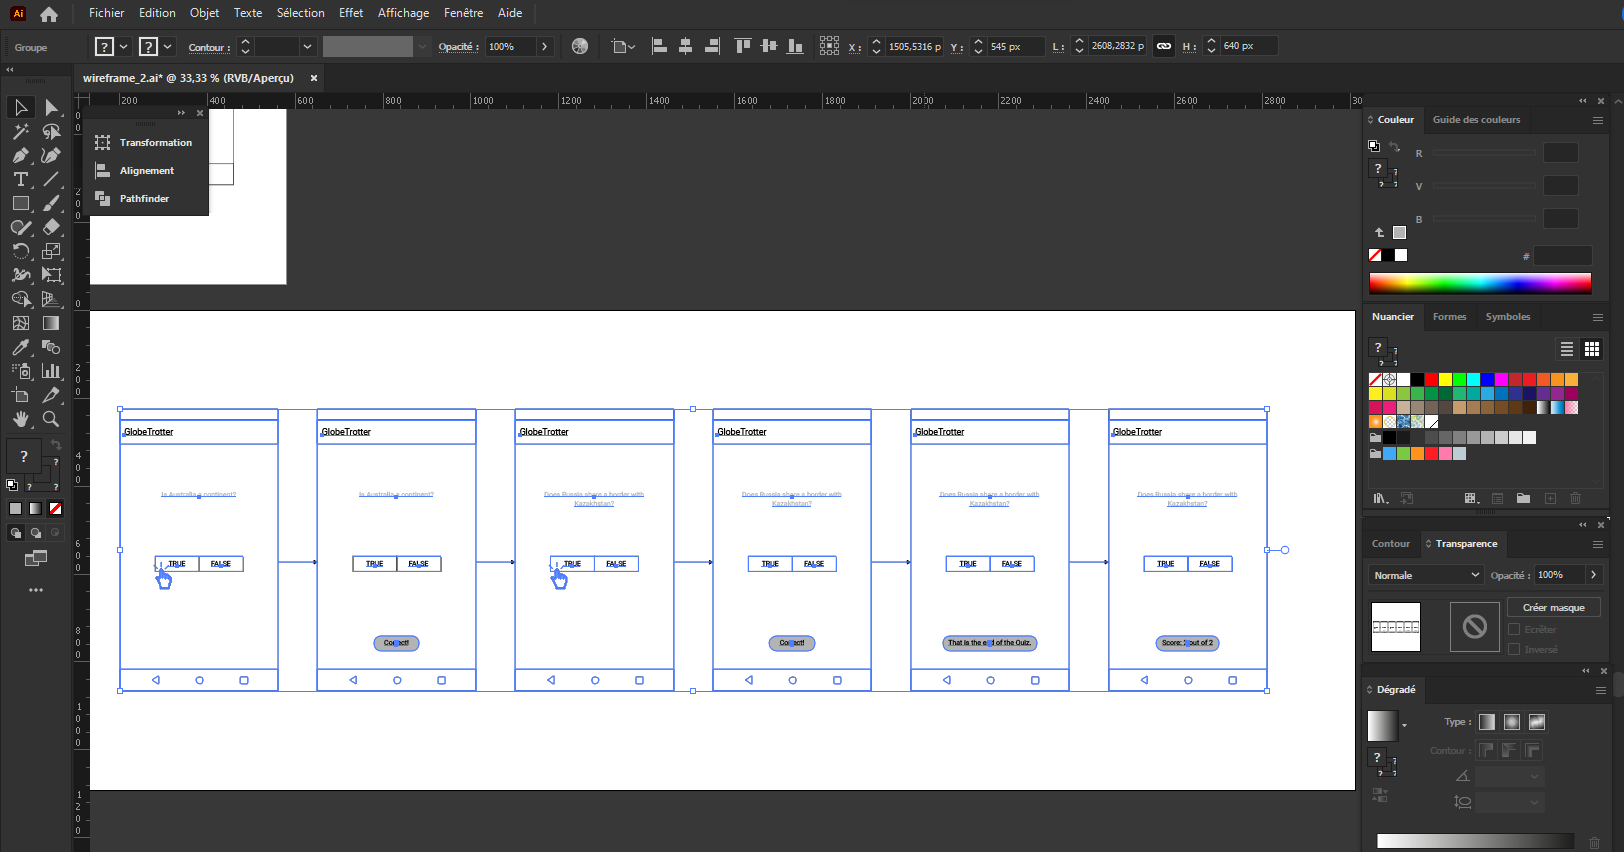 Ai Fichier Edition Objet Texte Sélection Effet Affichage Fenêtre Aide
Groupe ? ? Contour : Opacité : 100% X : 1505,5316 p Y : 545 px L : 2608,2832 p H : 640 px
wireframe_2.ai* @ 33,33 % (RVB/Aperçu) ×
200 400 600 800 1000 1200 1400 1600 1800 2000 2200 2400 2600 2800 30
Transformation
Alignement
Pathfinder
GlobeTrotter GlobeTrotter GlobeTrotter GlobeTrotter GlobeTrotter GlobeTrotter
Is Australia a continent? Is Australia a continent? Does Russia share a border with Does Russia share a border with Does Russia share a border with Does Russia share a border with
Kazakhstan? Kazakhstan? Kazakhstan? Kazakhstan?
TRUE FALSE TRUE FALSE TRUE FALSE TRUE FALSE TRUE FALSE TRUE FALSE
Correct! Correct! That is the end of the Quiz. Score: 2 out of 2
Couleur Guide des couleurs
R
V
B
#
Nuancier Formes Symboles
Contour Transparence
Normale Opacité : 100%
Créer masque
Ecrêter
Inversé
Dégradé
Type :
Contour :